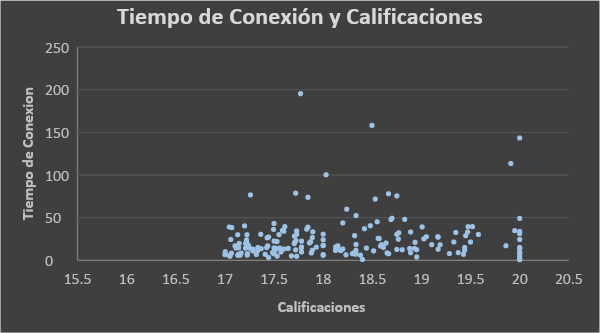 Tiempo de Conexión y Calificaciones
250
200
150
100
50
0
15.5 16 16.5 17 17.5 18 18.5 19 19.5 20 20.5
Tiempo de Conexion
Calificaciones